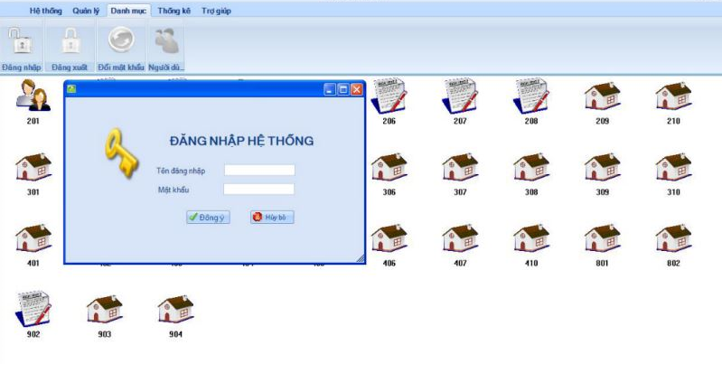 Hệ thống Quản lý Danh mục Thống kê Trợ giúp
Đăng nhập Đăng xuất Đổi mật khẩu Người dù...
201 206 207 208 209 210
ĐĂNG NHẬP HỆ THỐNG
Tên đăng nhập
Mật khẩu
Đồng ý Hủy bỏ
301 306 307 308 309 310
401 406 407 410 801 802
902 903 904